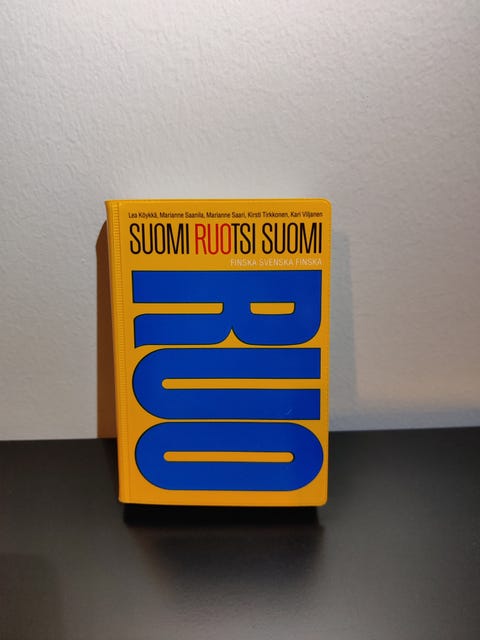 Lea Köykkä, Marianne Saanila, Marianne Saari, Kirsti Tirkkonen, Kari Viljanen
SUOMI RUOTSI SUOMI
FINSKA SVENSKA FINSKA
RUO